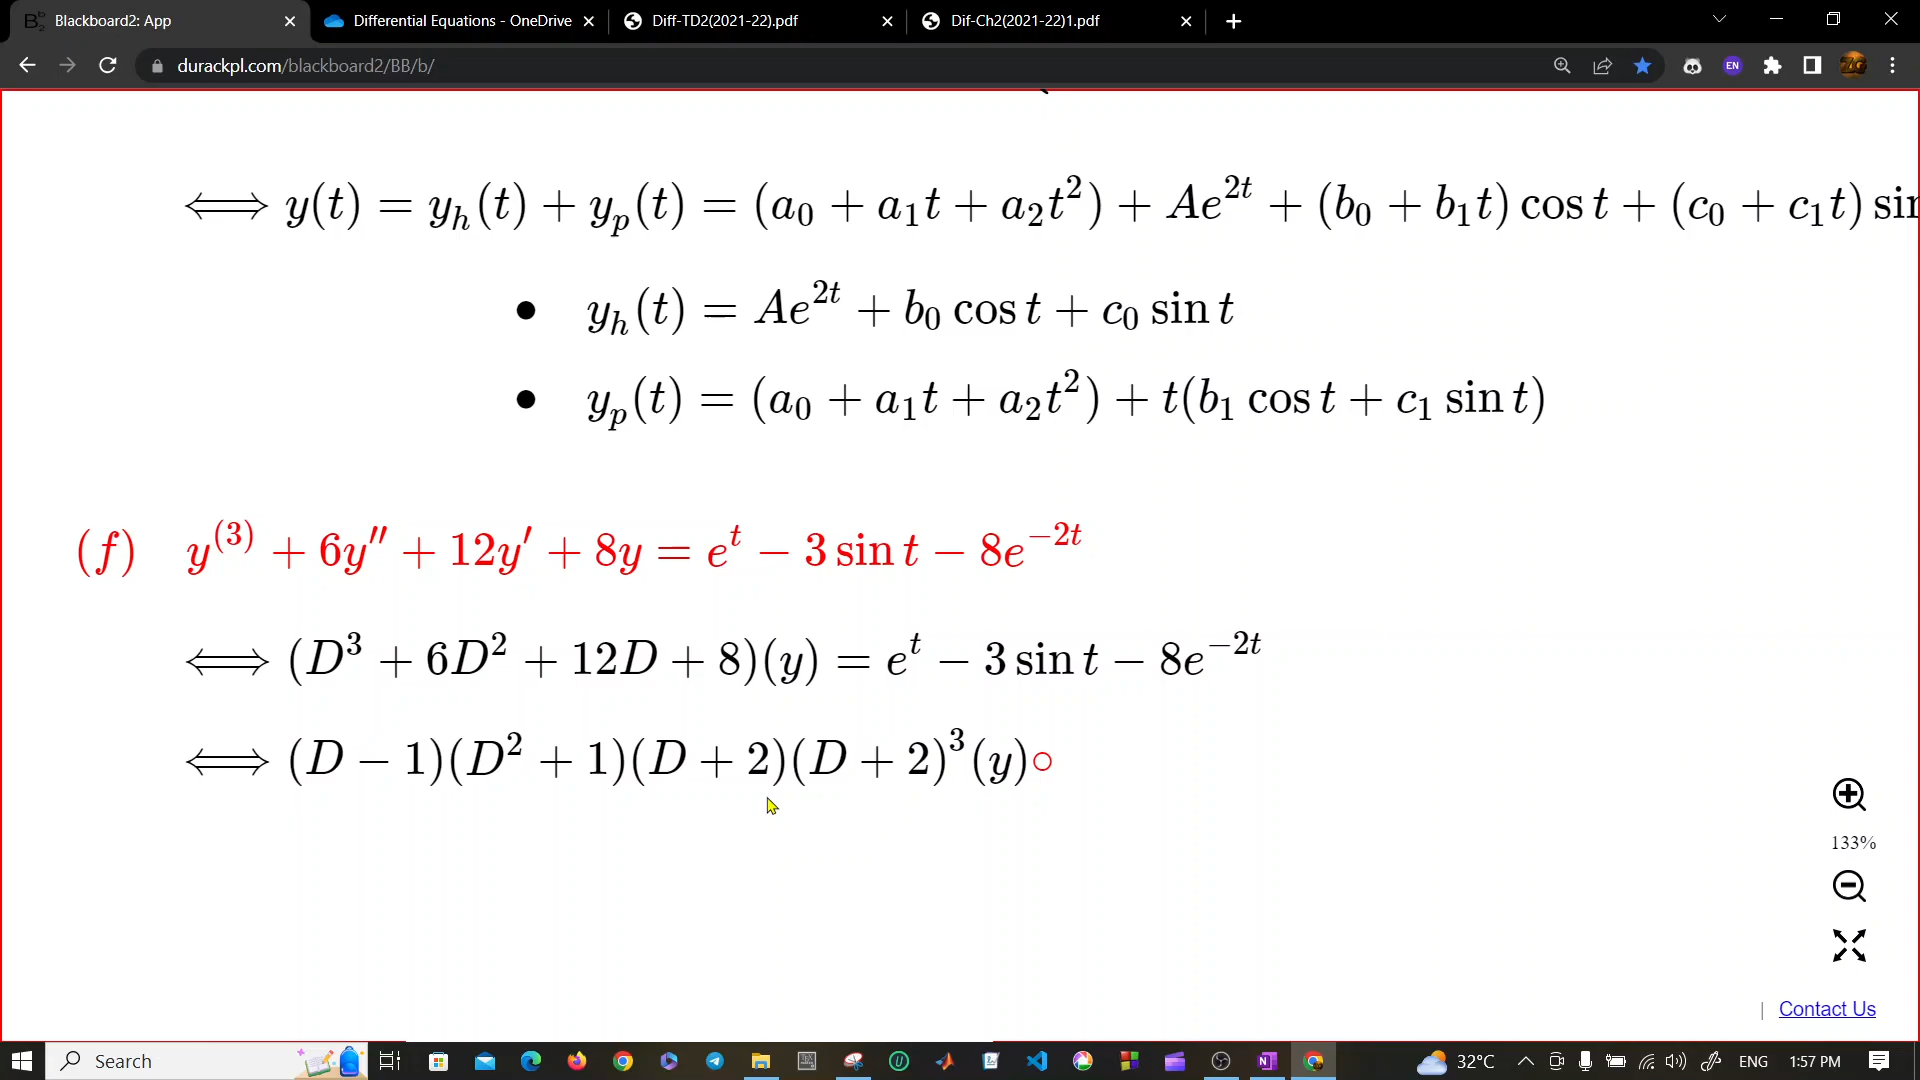 Blackboard2: App
Differential Equations - OneDrive
Diff-TD2(2021-22).pdf
Dif-Ch2(2021-22)1.pdf
durackpl.com/blackboard2/BB/b/
EN
⟺ y(t) = y_h(t) + y_p(t) = (a_0 + a_1t + a_2t^2) + Ae^{2t} + (b_0 + b_1t) cos t + (c_0 + c_1t) sin
• y_h(t) = Ae^{2t} + b_0 cos t + c_0 sin t
• y_p(t) = (a_0 + a_1t + a_2t^2) + t(b_1 cos t + c_1 sin t)
(f) y^{(3)} + 6y'' + 12y' + 8y = e^t − 3 sin t − 8e^{−2t}
⟺ (D^3 + 6D^2 + 12D + 8)(y) = e^t − 3 sin t − 8e^{−2t}
⟺ (D − 1)(D^2 + 1)(D + 2)(D + 2)^3(y)○
133%
| Contact Us
Search
32°C
ENG
1:57 PM